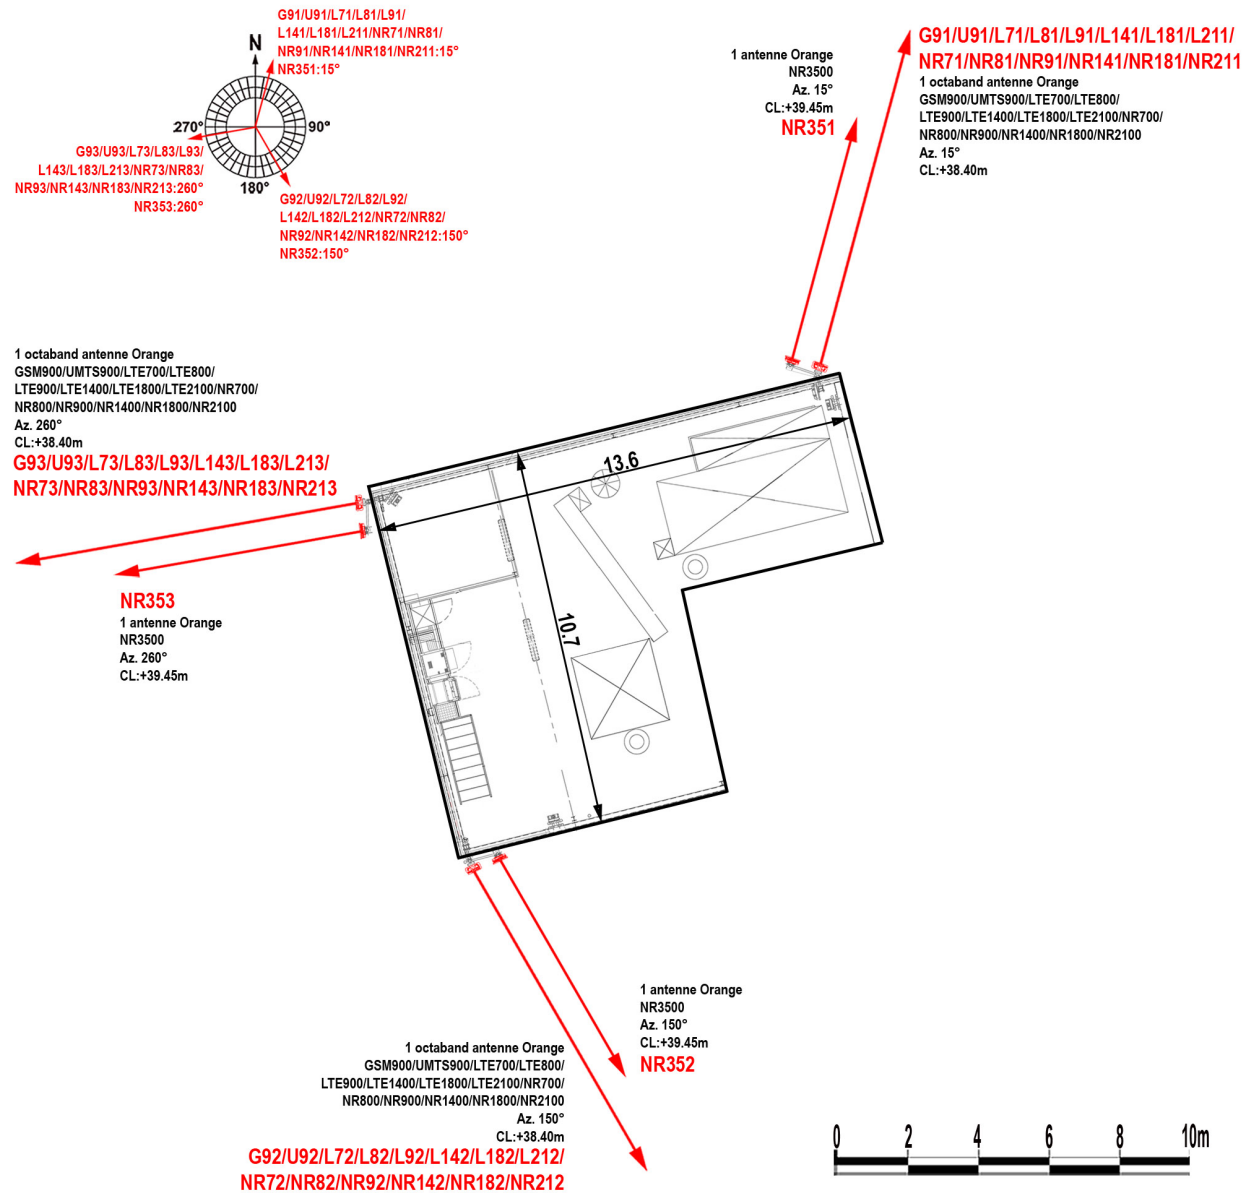 G91/U91/L71/L81/L91/
L141/L181/L211/NR71/NR81/
NR91/NR141/NR181/NR211:15°
NR351:15°
N
270°
90°
180°
G93/U93/L73/L83/L93/
L143/L183/L213/NR73/NR83/
NR93/NR143/NR183/NR213:260°
NR353:260°
G92/U92/L72/L82/L92/
L142/L182/L212/NR72/NR82/
NR92/NR142/NR182/NR212:150°
NR352:150°
1 antenne Orange
NR3500
Az. 15°
CL:+39.45m
NR351
G91/U91/L71/L81/L91/L141/L181/L211/
NR71/NR81/NR91/NR141/NR181/NR211
1 octaband antenne Orange
GSM900/UMTS900/LTE700/LTE800/
LTE900/LTE1400/LTE1800/LTE2100/NR700/
NR800/NR900/NR1400/NR1800/NR2100
Az. 15°
CL:+38.40m
1 octaband antenne Orange
GSM900/UMTS900/LTE700/LTE800/
LTE900/LTE1400/LTE1800/LTE2100/NR700/
NR800/NR900/NR1400/NR1800/NR2100
Az. 260°
CL:+38.40m
G93/U93/L73/L83/L93/L143/L183/L213/
NR73/NR83/NR93/NR143/NR183/NR213
NR353
1 antenne Orange
NR3500
Az. 260°
CL:+39.45m
13.6
10.7
1 antenne Orange
NR3500
Az. 150°
CL:+39.45m
NR352
1 octaband antenne Orange
GSM900/UMTS900/LTE700/LTE800/
LTE900/LTE1400/LTE1800/LTE2100/NR700/
NR800/NR900/NR1400/NR1800/NR2100
Az. 150°
CL:+38.40m
G92/U92/L72/L82/L92/L142/L182/L212/
NR72/NR82/NR92/NR142/NR182/NR212
0 2 4 6 8 10m